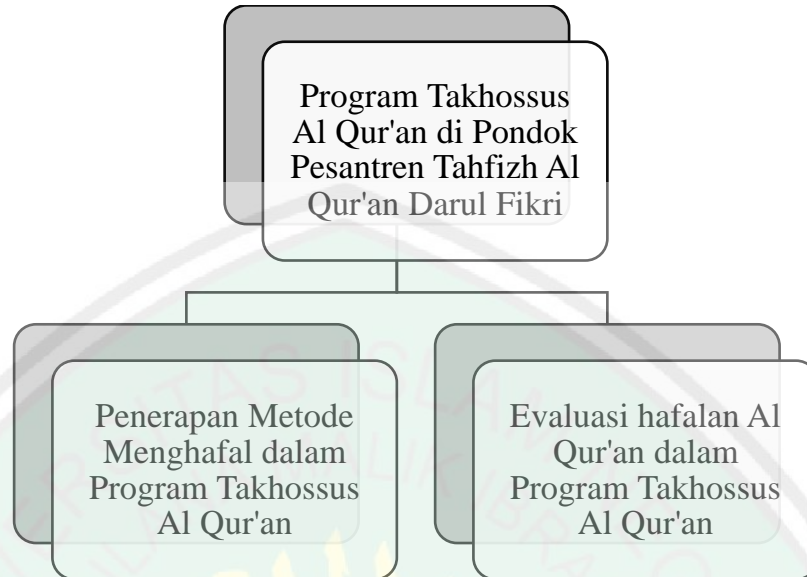 Program Takhossus
Al Qur'an di Pondok
Pesantren Tahfizh Al
Qur'an Darul Fikri
Penerapan Metode
Menghafal dalam
Program Takhossus
Al Qur'an
Evaluasi hafalan Al
Qur'an dalam
Program Takhossus
Al Qur'an